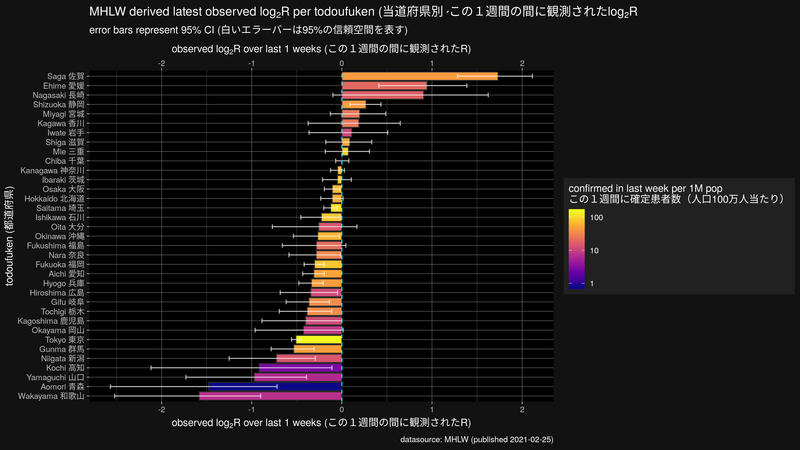 MHLW derived latest observed log₂R per todoufuken (当道府県別 -この１週間の間に観測されたlog₂R
error bars represent 95% CI (白いエラーバーは95%の信頼空間を表す)
observed log₂R over last 1 weeks (この１週間の間に観測されたR)
-2 -1 0 1 2
todoufuken (都道府県)
Saga 佐賀
Ehime 愛媛
Nagasaki 長崎
Shizuoka 静岡
Miyagi 宮城
Kagawa 香川
Iwate 岩手
Shiga 滋賀
Mie 三重
Chiba 千葉
Kanagawa 神奈川
Ibaraki 茨城
Osaka 大阪
Hokkaido 北海道
Saitama 埼玉
Ishikawa 石川
Oita 大分
Okinawa 沖縄
Fukushima 福島
Nara 奈良
Fukuoka 福岡
Aichi 愛知
Hyogo 兵庫
Hiroshima 広島
Gifu 岐阜
Tochigi 栃木
Kagoshima 鹿児島
Okayama 岡山
Tokyo 東京
Gunma 群馬
Niigata 新潟
Kochi 高知
Yamaguchi 山口
Aomori 青森
Wakayama 和歌山
-2 -1 0 1 2
observed log₂R over last 1 weeks (この１週間の間に観測されたR)
datasource: MHLW (published 2021-02-25)
confirmed in last week per 1M pop
この１週間に確定患者数（人口100万人当たり）
100
10
1